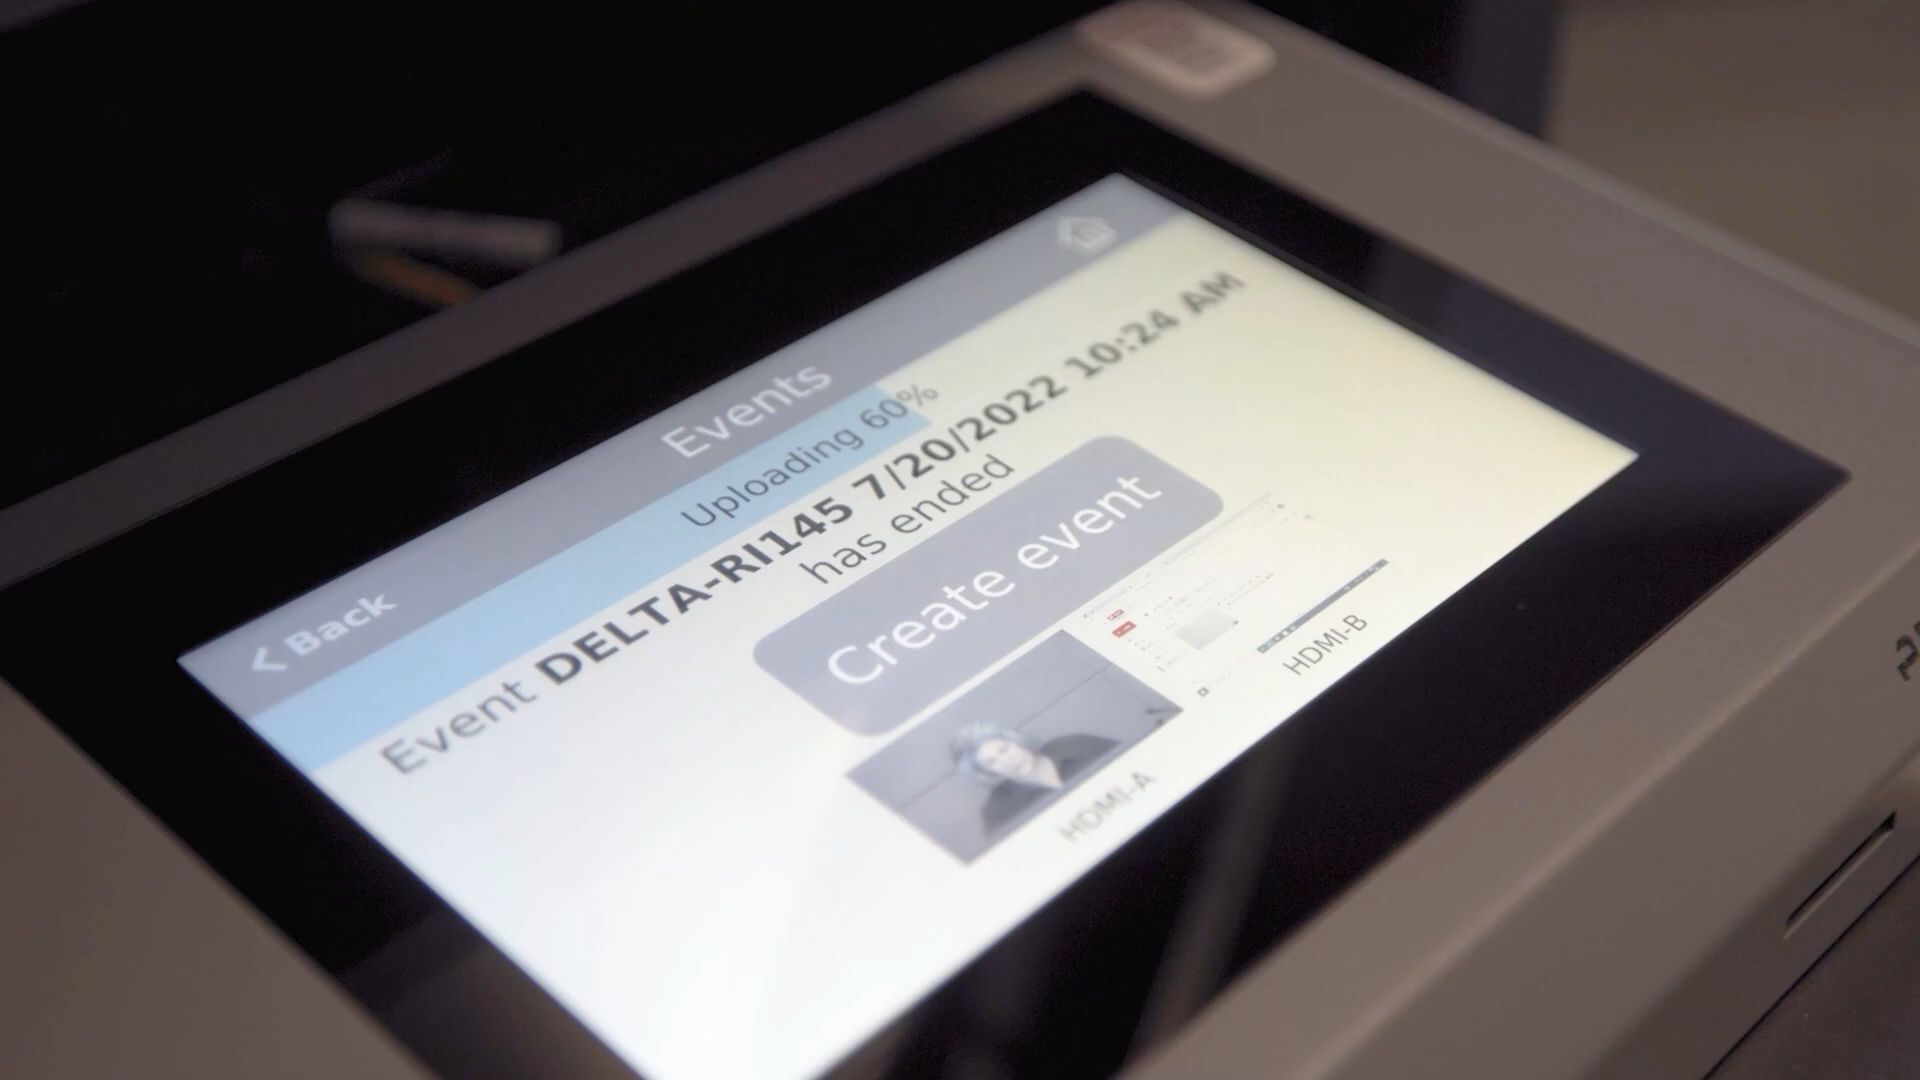 Back
Events
Uploading 60%
Event DELTA-RI145 7/20/2022 10:24 AM
has ended
Create event
HDMI-A
HDMI-B